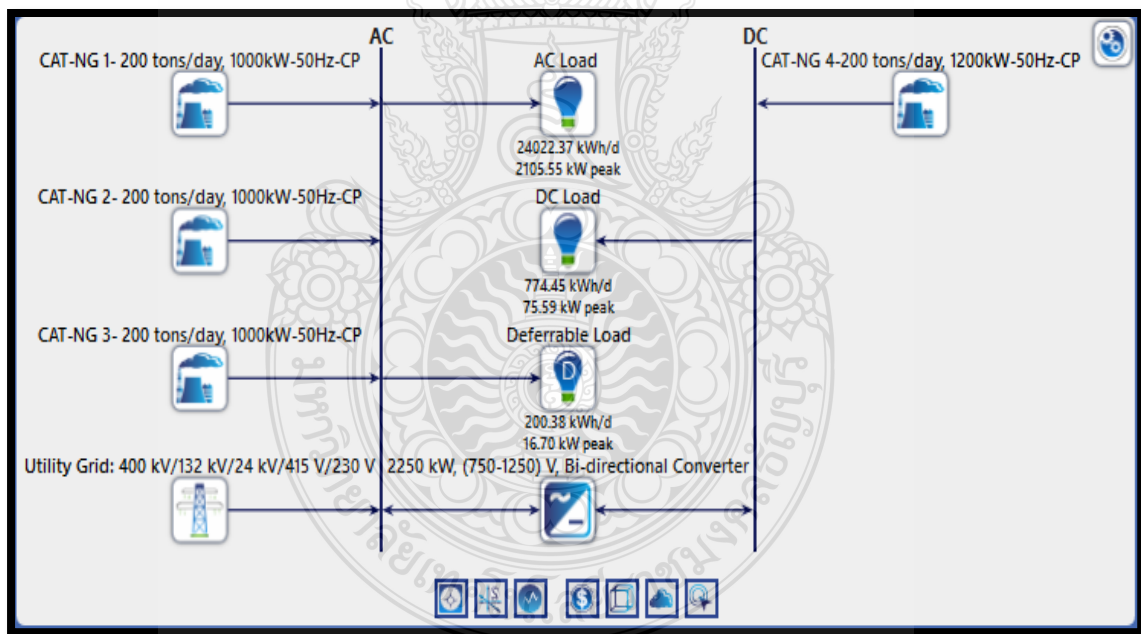 AC
DC
CAT-NG 1- 200 tons/day, 1000kW-50Hz-CP
AC Load
CAT-NG 4-200 tons/day, 1200kW-50Hz-CP
24022.37 kWh/d
2105.55 kW peak
CAT-NG 2- 200 tons/day, 1000kW-50Hz-CP
DC Load
774.45 kWh/d
75.59 kW peak
CAT-NG 3- 200 tons/day, 1000kW-50Hz-CP
Deferrable Load
D
200.38 kWh/d
16.70 kW peak
Utility Grid: 400 kV/132 kV/24 kV/415 V/230 V
2250 kW, (750-1250) V, Bi-directional Converter